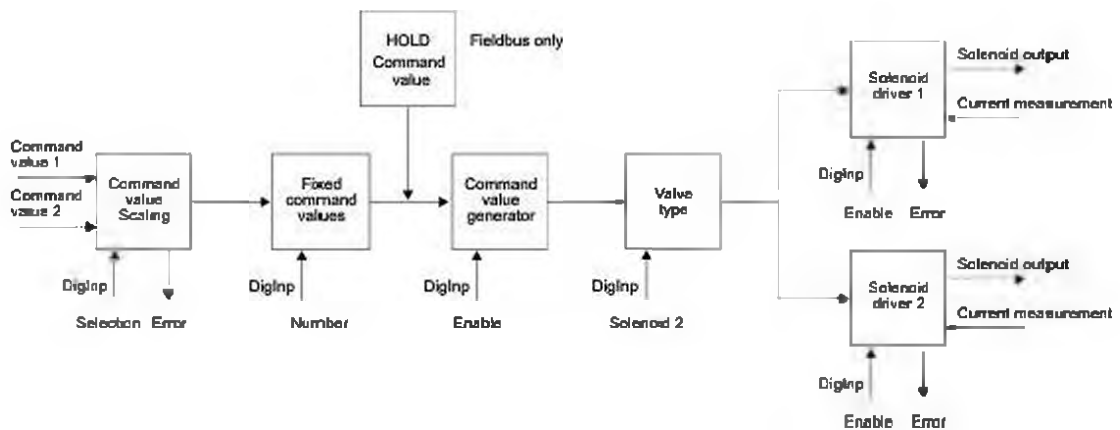 HOLD
Command
value
Fieldbus only
Solenoid
driver 1
Solenoid output
Current measurement
DigInp
Enable
Error
Command
value 1
Command
value 2
Command
value
Scaling
DigInp
Selection
Error
Fixed
command
values
DigInp
Number
Command
value
generator
DigInp
Enable
Valve
type
DigInp
Solenoid 2
Solenoid
driver 2
Solenoid output
Current measurement
DigInp
Enable
Error